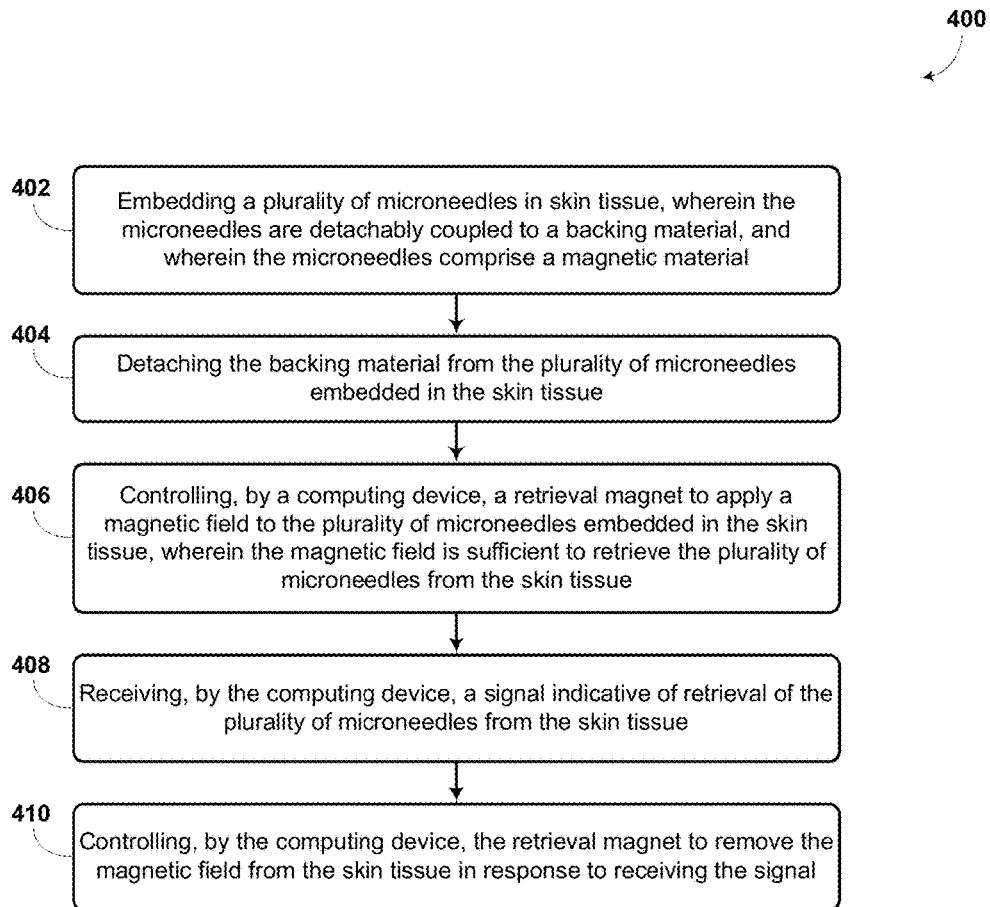 400
402
Embedding a plurality of microneedles in skin tissue, wherein the
microneedles are detachably coupled to a backing material, and
wherein the microneedles comprise a magnetic material
404
Detaching the backing material from the plurality of microneedles
embedded in the skin tissue
406
Controlling, by a computing device, a retrieval magnet to apply a
magnetic field to the plurality of microneedles embedded in the skin
tissue, wherein the magnetic field is sufficient to retrieve the plurality of
microneedles from the skin tissue
408
Receiving, by the computing device, a signal indicative of retrieval of the
plurality of microneedles from the skin tissue
410
Controlling, by the computing device, the retrieval magnet to remove the
magnetic field from the skin tissue in response to receiving the signal